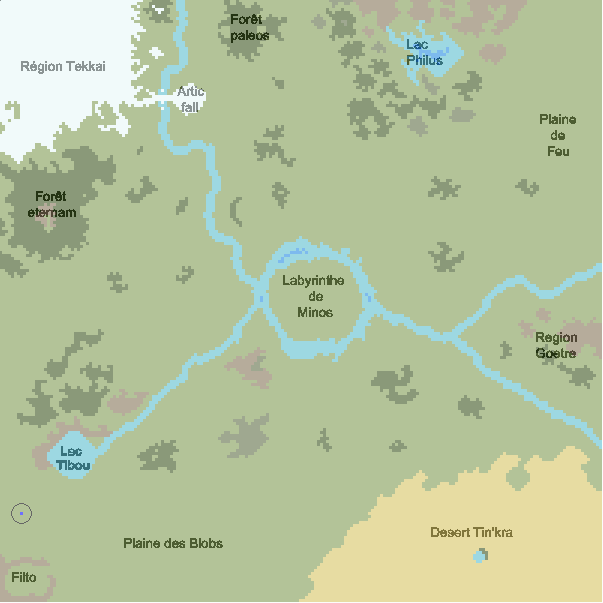 Forêt
paleos
Lac
Philus
Région Tekkai
Artic
fall
Plaine
de
Feu
Forêt
eternam
Labyrinthe
de
Minos
Region
Goetre
Lac
Tibou
Desert Tin'kra
Plaine des Blobs
Filto